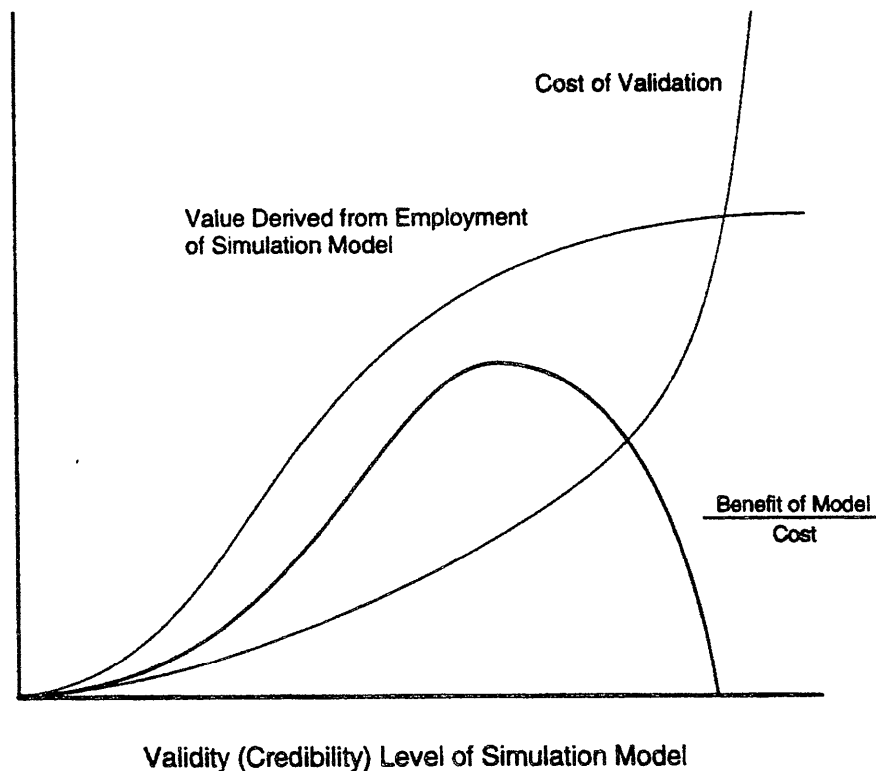 Cost of Validation
Value Derived from Employment
of Simulation Model
Benefit of Model
Cost
Validity (Credibility) Level of Simulation Model